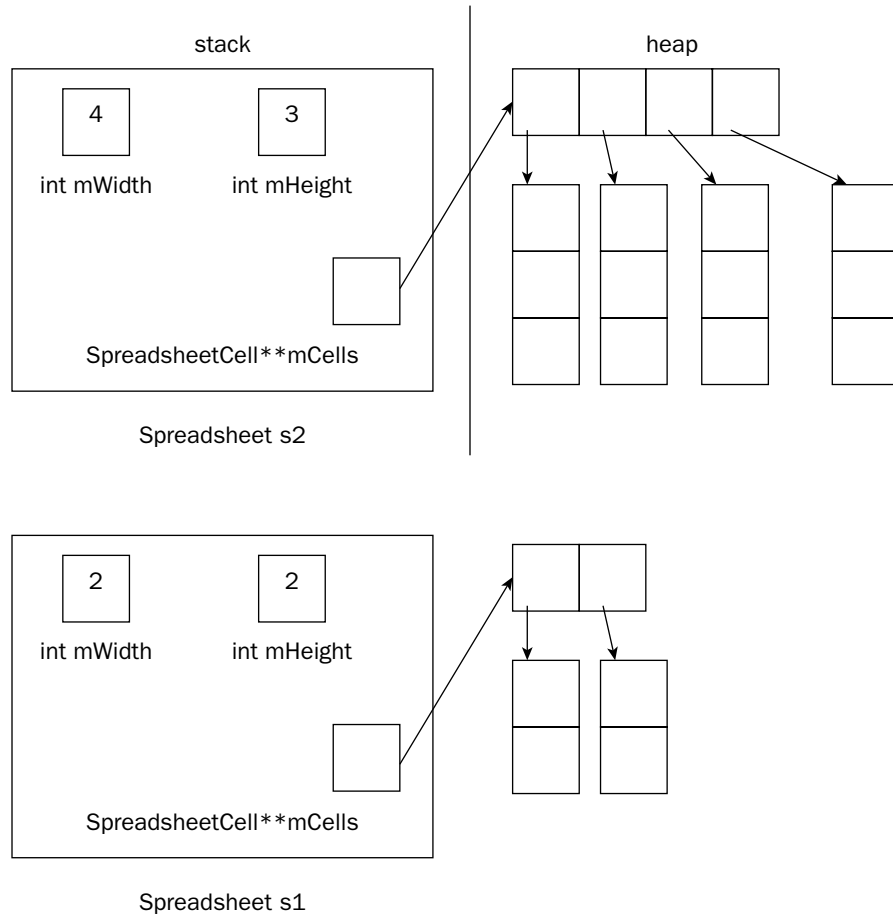 stack heap
4 3
int mWidth int mHeight
SpreadsheetCell**mCells
Spreadsheet s2
2 2
int mWidth int mHeight
SpreadsheetCell**mCells
Spreadsheet s1